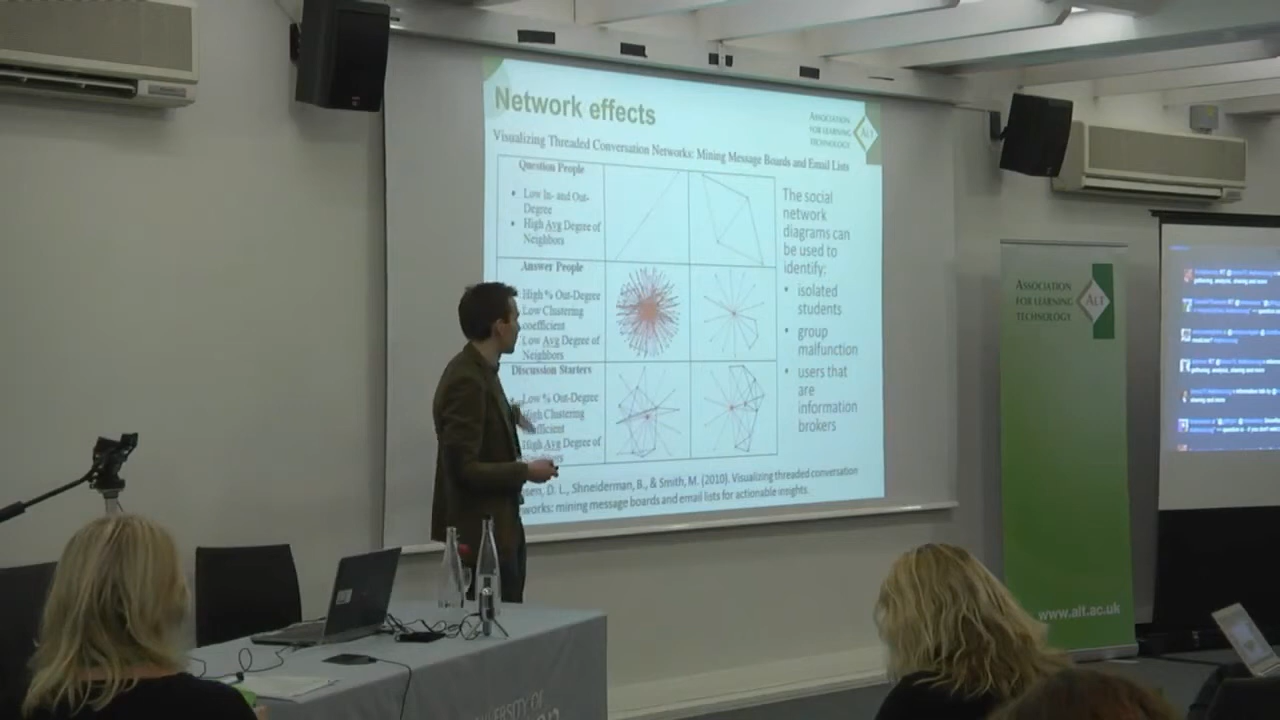 Network effects
ASSOCIATION
FOR LEARNING
TECHNOLOGY
ALT
Visualizing Threaded Conversation Networks: Mining Message Boards and Email Lists
Question People
• Low In- and Out-
Degree
• High Avg Degree of
Neighbors
Answer People
High % Out-Degree
Low Clustering
coefficient
Low Avg Degree of
Neighbors
Discussion Starters
Low % Out-Degree
High Clustering
High Avg Degree of
The social
network
diagrams can
be used to
identify:
• isolated
students
• group
malfunction
• users that
are
information
brokers
D. L., Shneiderman, B., & Smith, M. (2010). Visualizing threaded conversation
mining message boards and email lists for actionable insights.
ASSOCIATION
FOR LEARNING
TECHNOLOGY
ALT
www.alt.ac.uk
UNIVERSITY OF